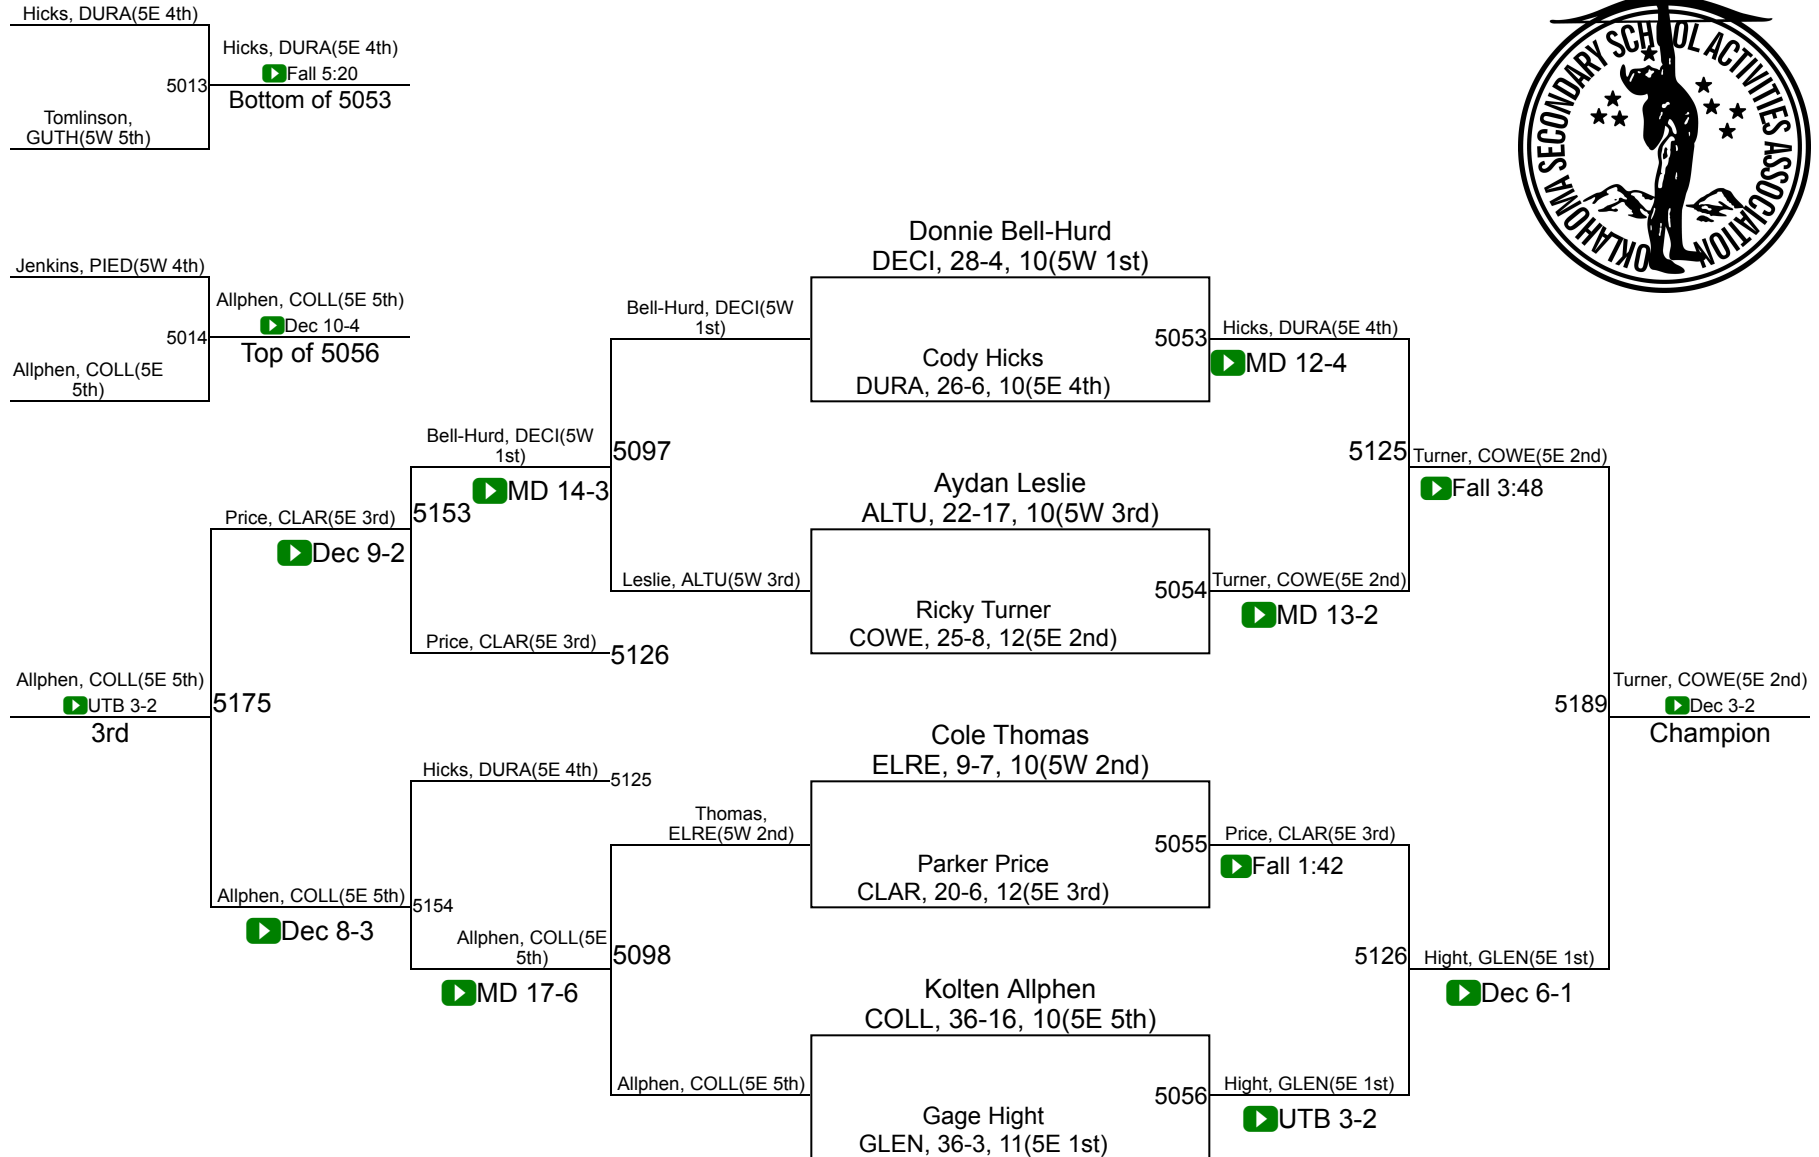 Hicks, DURA(5E 4th)
Hicks, DURA(5E 4th)
Fall 5:20
5013
Bottom of 5053
Tomlinson,
GUTH(5W 5th)
OKLAHOMA SECONDARY SCHOOL ACTIVITIES ASSOCIATION
Jenkins, PIED(5W 4th)
Allphen, COLL(5E 5th)
Dec 10-4
5014
Top of 5056
Allphen, COLL(5E
5th)
Donnie Bell-Hurd
DECI, 28-4, 10(5W 1st)
Bell-Hurd, DECI(5W
1st)
5053
Hicks, DURA(5E 4th)
MD 12-4
Cody Hicks
DURA, 26-6, 10(5E 4th)
Bell-Hurd, DECI(5W
1st)
MD 14-3
5097
5125
Turner, COWE(5E 2nd)
Fall 3:48
Aydan Leslie
ALTU, 22-17, 10(5W 3rd)
Price, CLAR(5E 3rd)
Dec 9-2
5153
Leslie, ALTU(5W 3rd)
5054
Turner, COWE(5E 2nd)
MD 13-2
Ricky Turner
COWE, 25-8, 12(5E 2nd)
Price, CLAR(5E 3rd)
5126
Allphen, COLL(5E 5th)
UTB 3-2
3rd
5175
5189
Turner, COWE(5E 2nd)
Dec 3-2
Champion
Cole Thomas
ELRE, 9-7, 10(5W 2nd)
Hicks, DURA(5E 4th)
5125
Thomas,
ELRE(5W 2nd)
5055
Price, CLAR(5E 3rd)
Fall 1:42
Parker Price
CLAR, 20-6, 12(5E 3rd)
Allphen, COLL(5E 5th)
Dec 8-3
5154
Allphen, COLL(5E
5th)
MD 17-6
5098
5126
Hight, GLEN(5E 1st)
Dec 6-1
Kolten Allphen
COLL, 36-16, 10(5E 5th)
Allphen, COLL(5E 5th)
5056
Hight, GLEN(5E 1st)
UTB 3-2
Gage Hight
GLEN, 36-3, 11(5E 1st)